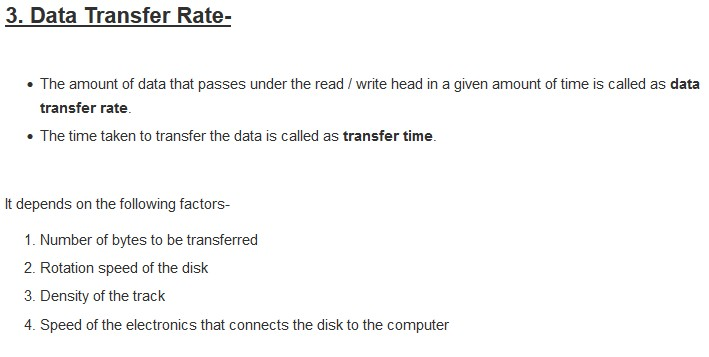 3. Data Transfer Rate-
• The amount of data that passes under the read / write head in a given amount of time is called as data
transfer rate.
• The time taken to transfer the data is called as transfer time.
It depends on the following factors-
1. Number of bytes to be transferred
2. Rotation speed of the disk
3. Density of the track
4. Speed of the electronics that connects the disk to the computer